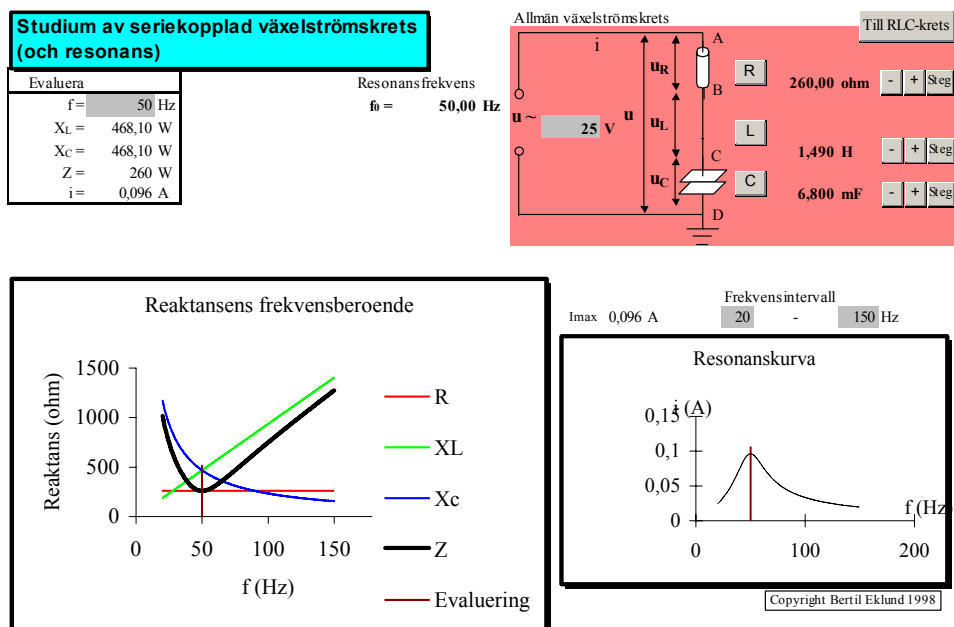 Studium av seriekopplad växelströmskrets
(och resonans)
Evaluera
f = 50 Hz
XL = 468,10 W
XC = 468,10 W
Z = 260 W
i = 0,096 A
Resonansfrekvens
f0 = 50,00 Hz
Allmän växelströmskrets
Till RLC-krets
i
A
uR
R
260,00 ohm
- + Steg
B
u ~ 25 V
u
uL
L
C
1,490 H
- + Steg
uC
C
6,800 mF
- + Steg
D
Reaktansens frekvensberoende
Reaktans (ohm)
1500
1000
500
0
0 50 100 150
f (Hz)
R
XL
Xc
Z
Evaluering
Frekvensintervall
Imax 0,096 A 20 - 150 Hz
Resonanskurva
i (A)
0,15
0,1
0,05
0
f (Hz)
0 100 200
Copyright Bertil Eklund 1998